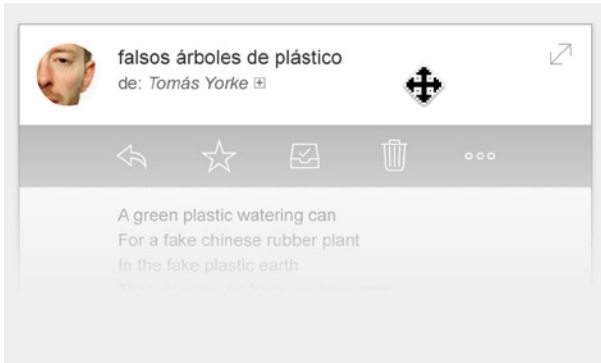 falsos árboles de plástico
de: Tomás Yorke
A green plastic watering can
For a fake chinese rubber plant
In the fake plastic earth